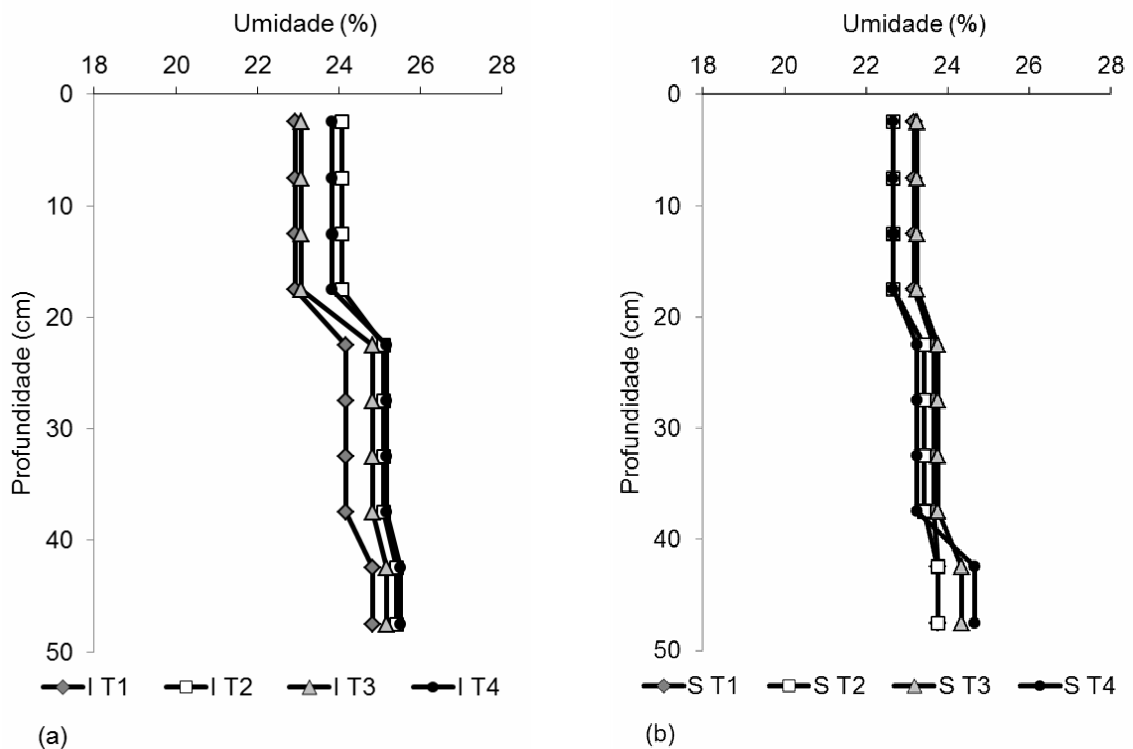 Umidade (%)
18 20 22 24 26 28
0
10
20
30
40
50
Profundidade (cm)
I T1 I T2 I T3 I T4
(a)
Umidade (%)
18 20 22 24 26 28
0
10
20
30
40
50
Profundidade (cm)
S T1 S T2 S T3 S T4
(b)